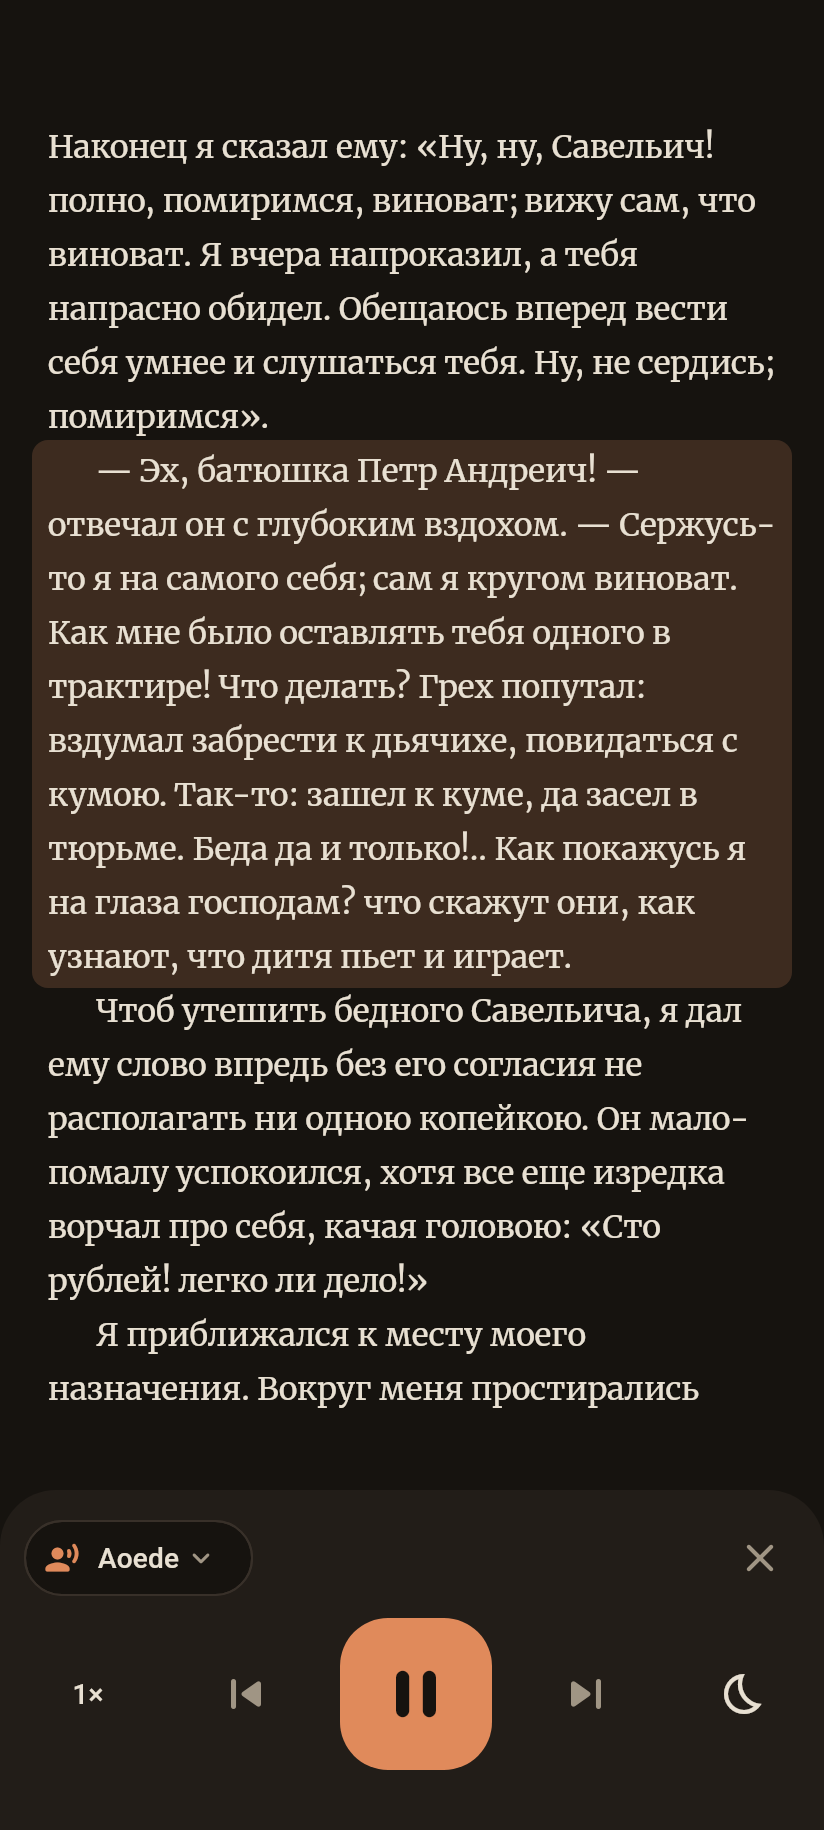 Наконец я сказал ему: «Ну, ну, Савельич!
полно, помиримся, виноват; вижу сам, что
виноват. Я вчера напроказил, а тебя
напрасно обидел. Обещаюсь вперед вести
себя умнее и слушаться тебя. Ну, не сердись;
помиримся».
— Эх, батюшка Петр Андреич! —
отвечал он с глубоким вздохом. — Сержусь-
то я на самого себя; сам я кругом виноват.
Как мне было оставлять тебя одного в
трактире! Что делать? Грех попутал:
вздумал забрести к дьячихе, повидаться с
кумою. Так-то: зашел к куме, да засел в
тюрьме. Беда да и только!.. Как покажусь я
на глаза господам? что скажут они, как
узнают, что дитя пьет и играет.
Чтоб утешить бедного Савельича, я дал
ему слово впредь без его согласия не
располагать ни одною копейкою. Он мало-
помалу успокоился, хотя все еще изредка
ворчал про себя, качая головою: «Сто
рублей! легко ли дело!»
Я приближался к месту моего
назначения. Вокруг меня простирались
Aoede
1×